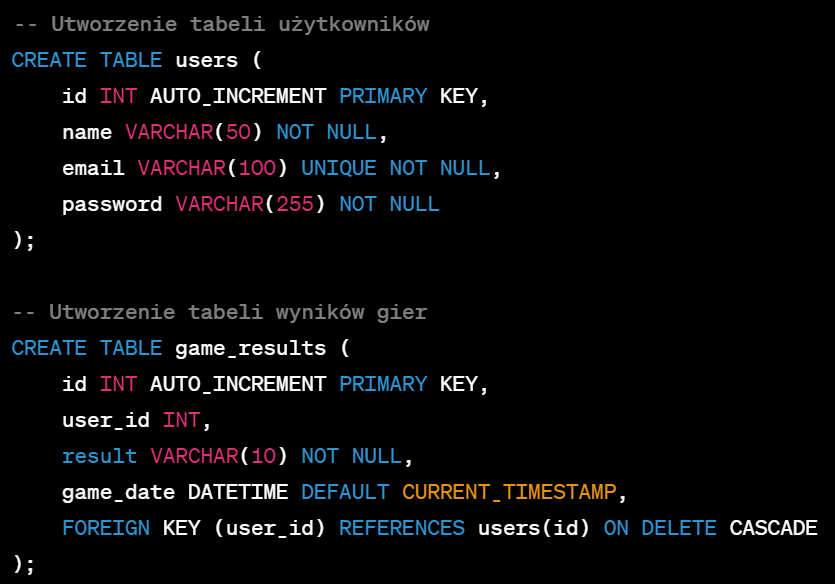 -- Utworzenie tabeli użytkowników
CREATE TABLE users (
    id INT AUTO_INCREMENT PRIMARY KEY,
    name VARCHAR(50) NOT NULL,
    email VARCHAR(100) UNIQUE NOT NULL,
    password VARCHAR(255) NOT NULL
);

-- Utworzenie tabeli wyników gier
CREATE TABLE game_results (
    id INT AUTO_INCREMENT PRIMARY KEY,
    user_id INT,
    result VARCHAR(10) NOT NULL,
    game_date DATETIME DEFAULT CURRENT_TIMESTAMP,
    FOREIGN KEY (user_id) REFERENCES users(id) ON DELETE CASCADE
);